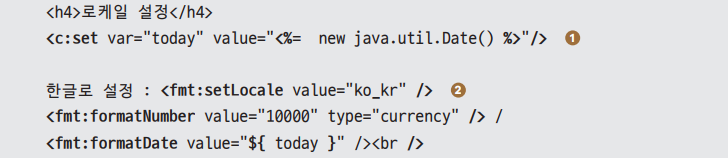 <h4>로케일 설정</h4>
<c:set var="today" value="<%=  new java.util.Date() %>"/> ❶
한글로 설정 : <fmt:setLocale value="ko_kr" /> ❷
<fmt:formatNumber value="10000" type="currency" /> /
<fmt:formatDate value="${ today }" /><br />